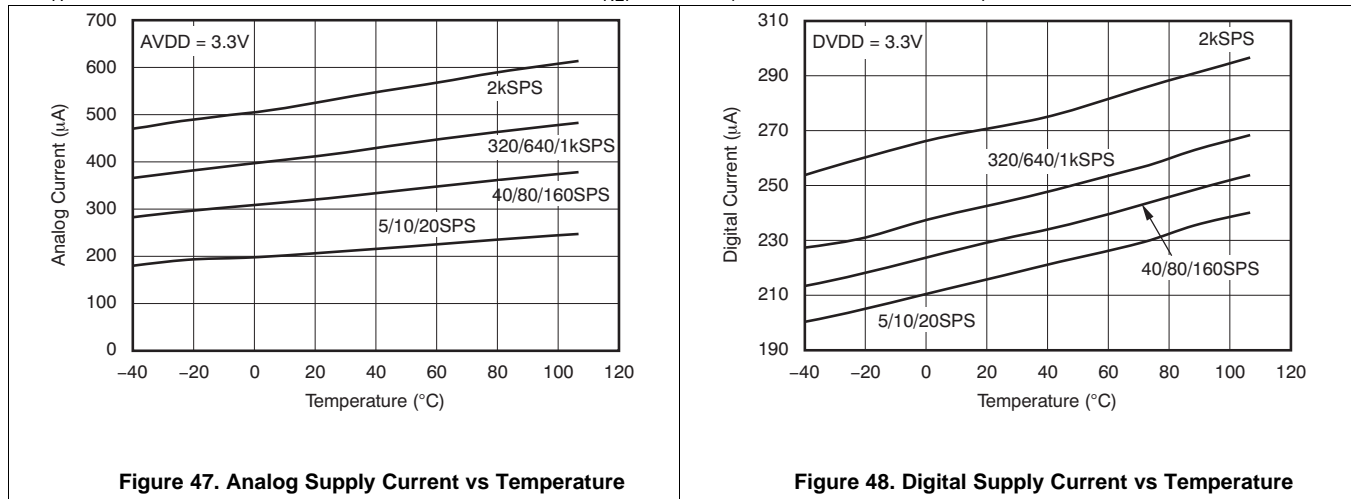 700
600
500
400
300
200
100
0
Analog Current (µA)
AVDD = 3.3V
2kSPS
320/640/1kSPS
40/80/160SPS
5/10/20SPS
−40 −20 0 20 40 60 80 100 120
Temperature (°C)
Figure 47. Analog Supply Current vs Temperature
310
290
270
250
230
210
190
Digital Current (µA)
DVDD = 3.3V
2kSPS
320/640/1kSPS
40/80/160SPS
5/10/20SPS
−40 −20 0 20 40 60 80 100 120
Temperature (°C)
Figure 48. Digital Supply Current vs Temperature